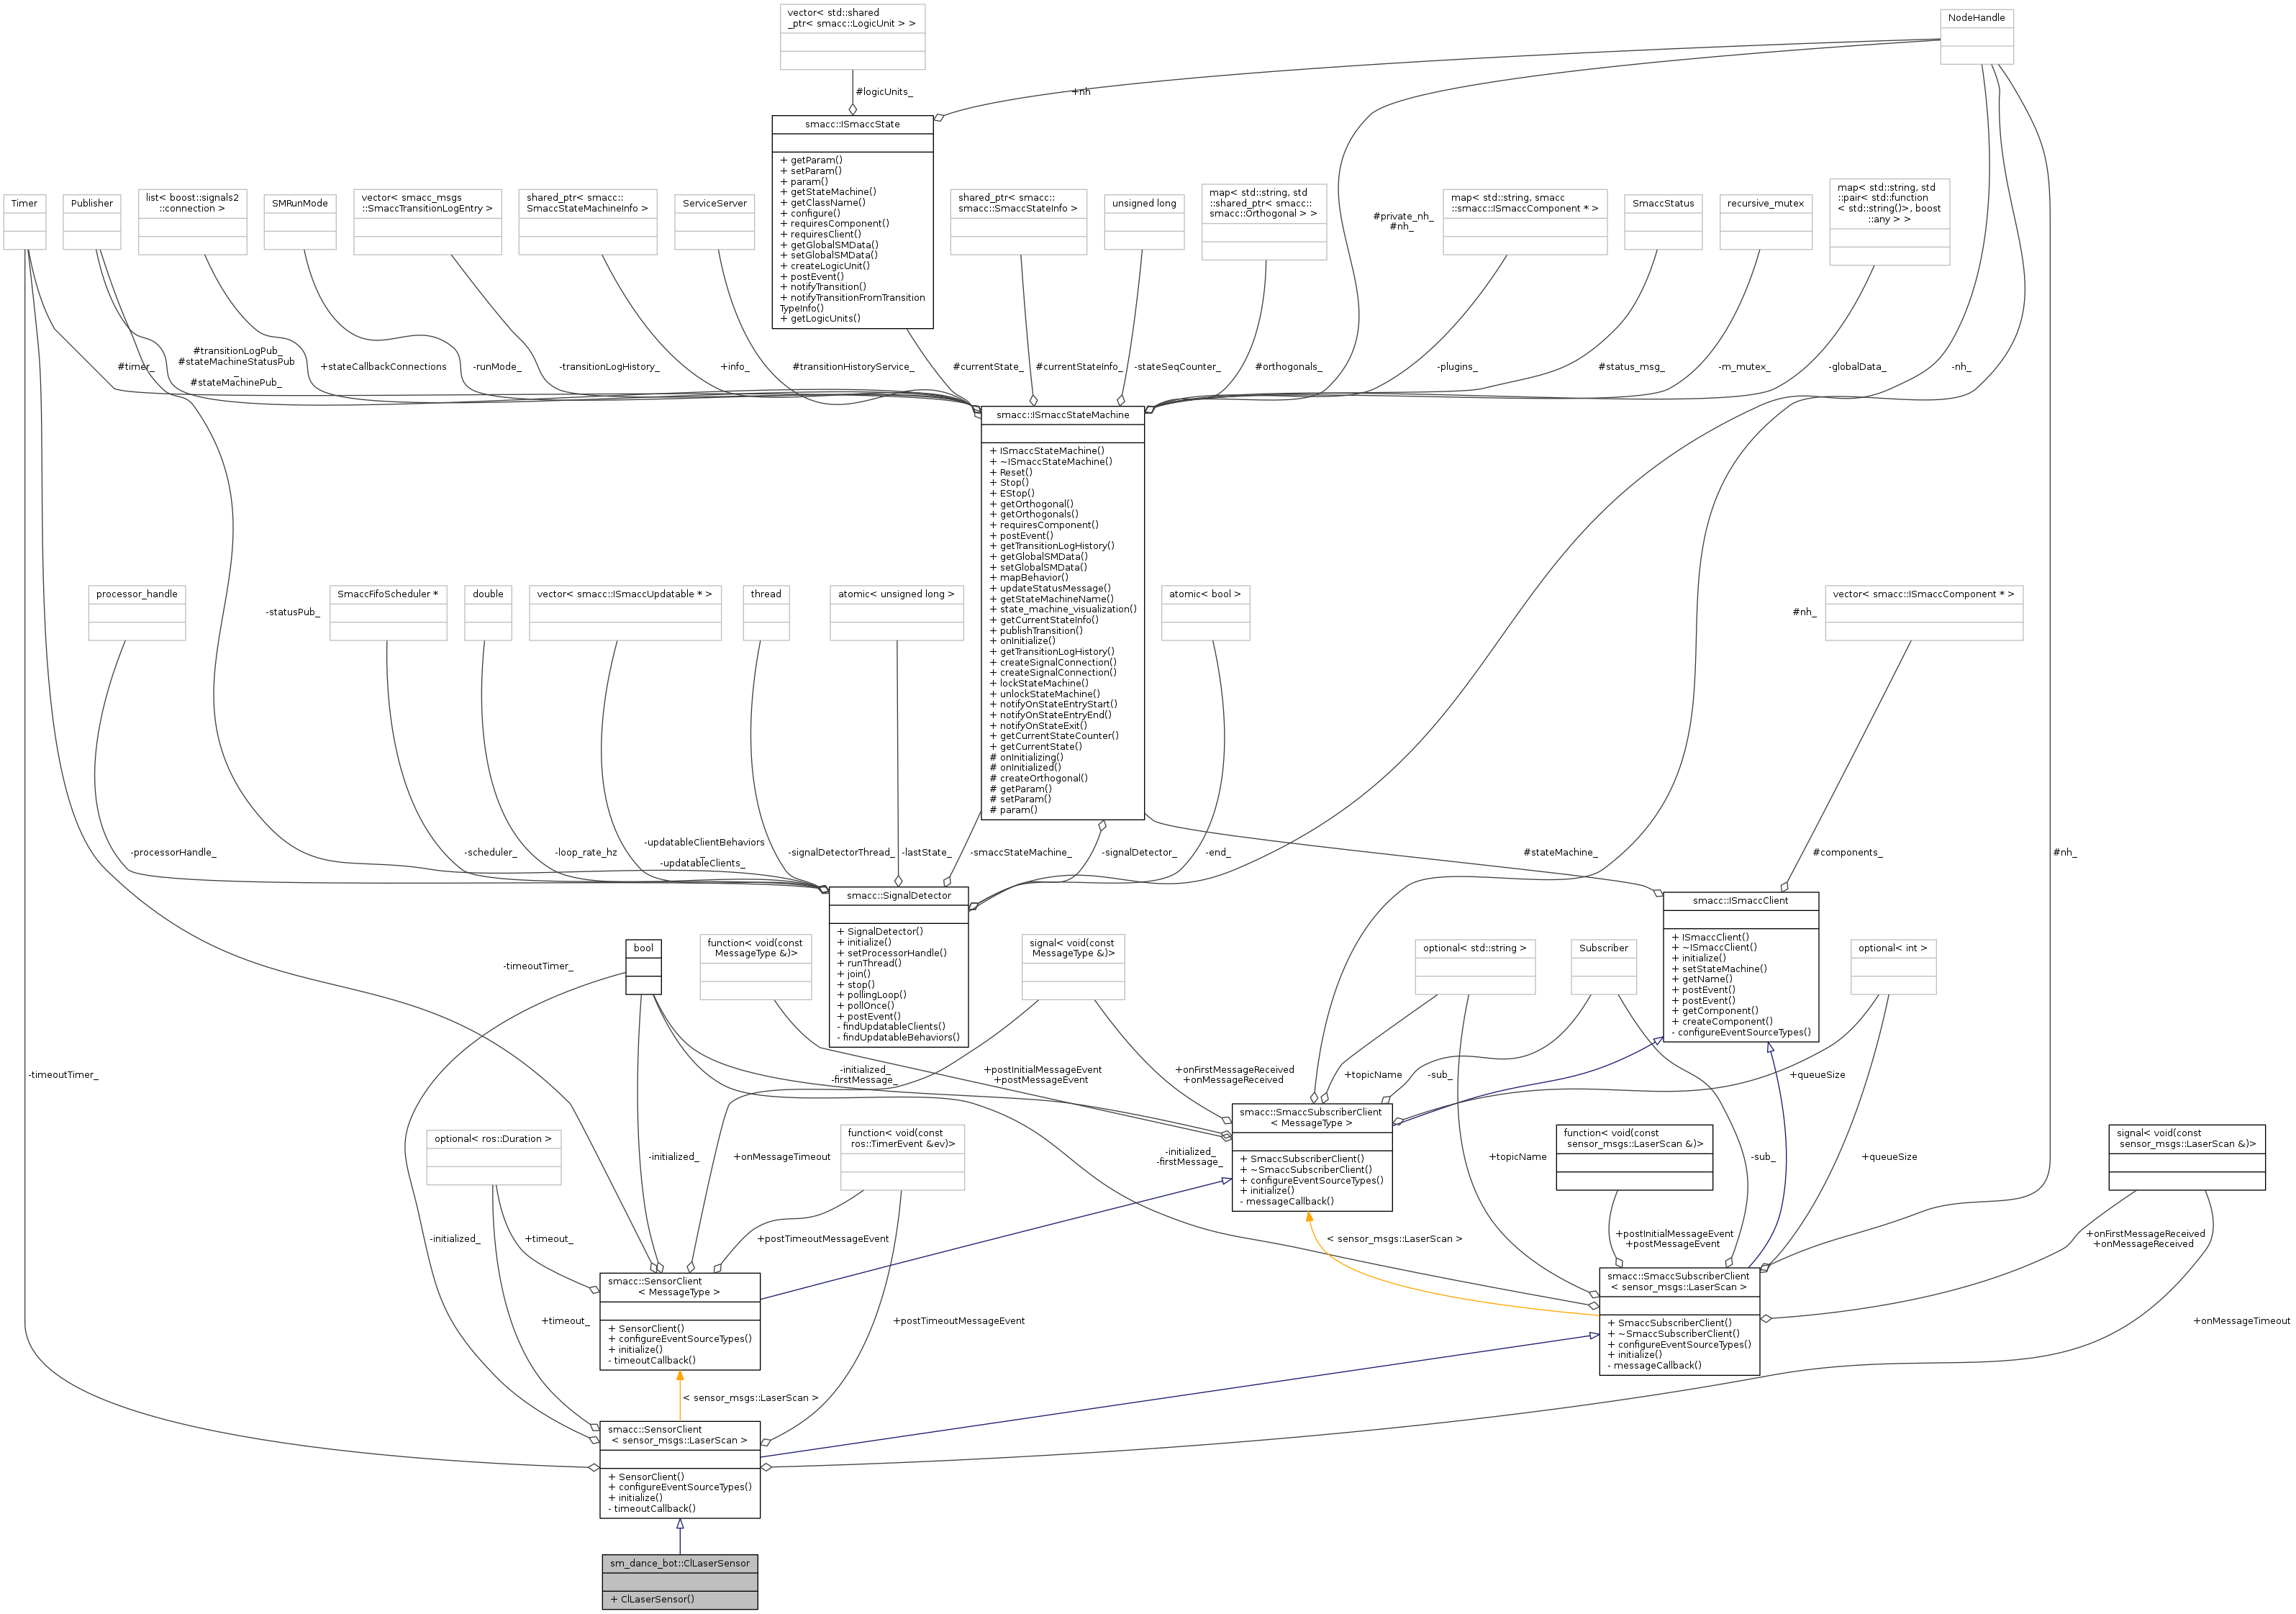 vector< std::shared
_ptr< smacc::LogicUnit > >
NodeHandle
#logicUnits_
+nh
smacc::ISmaccState
+ getParam()
+ setParam()
+ param()
+ getStateMachine()
+ getClassName()
+ configure()
+ requiresComponent()
+ requiresClient()
+ getGlobalSMData()
+ setGlobalSMData()
+ createLogicUnit()
+ postEvent()
+ notifyTransition()
+ notifyTransitionFromTransition
TypeInfo()
+ getLogicUnits()
Timer
Publisher
list< boost::signals2
::connection >
SMRunMode
vector< smacc_msgs
::SmaccTransitionLogEntry >
shared_ptr< smacc::
SmaccStateMachineInfo >
ServiceServer
shared_ptr< smacc::
smacc::SmaccStateInfo >
unsigned long
map< std::string, std
::shared_ptr< smacc::
smacc::Orthogonal > >
#private_nh_
#nh_
map< std::string, smacc
::smacc::ISmaccComponent * >
SmaccStatus
recursive_mutex
map< std::string, std
::pair< std::function
< std::string()>, boost
::any > >
#timer_
#transitionLogPub_
#stateMachineStatusPub
_
#stateMachinePub_
+stateCallbackConnections
-runMode_
-transitionLogHistory_
+info_
#transitionHistoryService_
#currentState_
#currentStateInfo_
-stateSeqCounter_
#orthogonals_
-plugins_
#status_msg_
-m_mutex_
-globalData_
-nh_
smacc::ISmaccStateMachine
+ ISmaccStateMachine()
+ ~ISmaccStateMachine()
+ Reset()
+ Stop()
+ EStop()
+ getOrthogonal()
+ getOrthogonals()
+ requiresComponent()
+ postEvent()
+ getTransitionLogHistory()
+ getGlobalSMData()
+ setGlobalSMData()
+ mapBehavior()
+ updateStatusMessage()
+ getStateMachineName()
+ state_machine_visualization()
+ getCurrentStateInfo()
+ publishTransition()
+ onInitialize()
+ getTransitionLogHistory()
+ createSignalConnection()
+ createSignalConnection()
+ lockStateMachine()
+ unlockStateMachine()
+ notifyOnStateEntryStart()
+ notifyOnStateEntryEnd()
+ notifyOnStateExit()
+ getCurrentStateCounter()
+ getCurrentState()
# onInitializing()
# onInitialized()
# createOrthogonal()
# getParam()
# setParam()
# param()
processor_handle
-statusPub_
SmaccFifoScheduler *
double
vector< smacc::ISmaccUpdatable * >
thread
atomic< unsigned long >
atomic< bool >
#nh_
vector< smacc::ISmaccComponent * >
-processorHandle_
-scheduler_
-loop_rate_hz
-updatableClientBehaviors
_
-updatableClients_
-signalDetectorThread_
-lastState_
-smaccStateMachine_
-signalDetector_
-end_
#stateMachine_
#components_
#nh_
smacc::SignalDetector
+ SignalDetector()
+ initialize()
+ setProcessorHandle()
+ runThread()
+ join()
+ stop()
+ pollingLoop()
+ pollOnce()
+ postEvent()
- findUpdatableClients()
- findUpdatableBehaviors()
smacc::ISmaccClient
+ ISmaccClient()
+ ~ISmaccClient()
+ initialize()
+ setStateMachine()
+ getName()
+ postEvent()
+ postEvent()
+ getComponent()
+ createComponent()
- configureEventSourceTypes()
-timeoutTimer_
bool
function< void(const
MessageType &)>
signal< void(const
MessageType &)>
optional< std::string >
Subscriber
optional< int >
-timeoutTimer_
-initialized_
-firstMessage_
+postInitialMessageEvent
+postMessageEvent
+onFirstMessageReceived
+onMessageReceived
+topicName
-sub_
+queueSize
optional< ros::Duration >
-initialized_
+onMessageTimeout
function< void(const
ros::TimerEvent &ev)>
-initialized_
-firstMessage_
smacc::SmaccSubscriberClient
< MessageType >
+ SmaccSubscriberClient()
+ ~SmaccSubscriberClient()
+ configureEventSourceTypes()
+ initialize()
- messageCallback()
+topicName
function< void(const
sensor_msgs::LaserScan &)>
-sub_
+queueSize
signal< void(const
sensor_msgs::LaserScan &)>
-initialized_
+timeout_
+postTimeoutMessageEvent
< sensor_msgs::LaserScan >
+postInitialMessageEvent
+postMessageEvent
+onFirstMessageReceived
+onMessageReceived
smacc::SensorClient
< MessageType >
+ SensorClient()
+ configureEventSourceTypes()
+ initialize()
- timeoutCallback()
smacc::SmaccSubscriberClient
< sensor_msgs::LaserScan >
+ SmaccSubscriberClient()
+ ~SmaccSubscriberClient()
+ configureEventSourceTypes()
+ initialize()
- messageCallback()
+timeout_
+postTimeoutMessageEvent
+onMessageTimeout
< sensor_msgs::LaserScan >
smacc::SensorClient
< sensor_msgs::LaserScan >
+ SensorClient()
+ configureEventSourceTypes()
+ initialize()
- timeoutCallback()
sm_dance_bot::ClLaserSensor
+ ClLaserSensor()